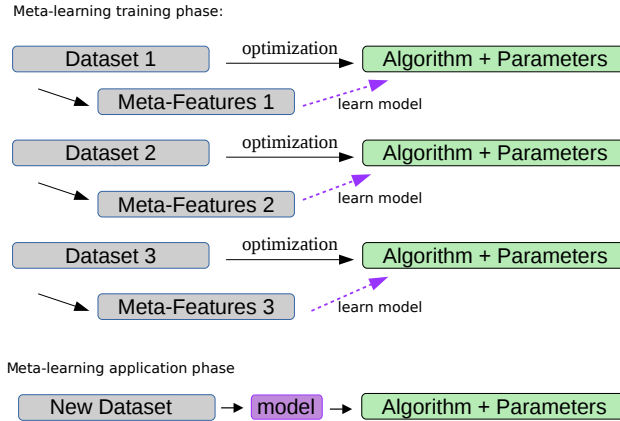 Meta-learning training phase:
Dataset 1
optimization
Algorithm + Parameters
Meta-Features 1
learn model
Dataset 2
optimization
Algorithm + Parameters
Meta-Features 2
learn model
Dataset 3
optimization
Algorithm + Parameters
Meta-Features 3
learn model
Meta-learning application phase
New Dataset
model
Algorithm + Parameters